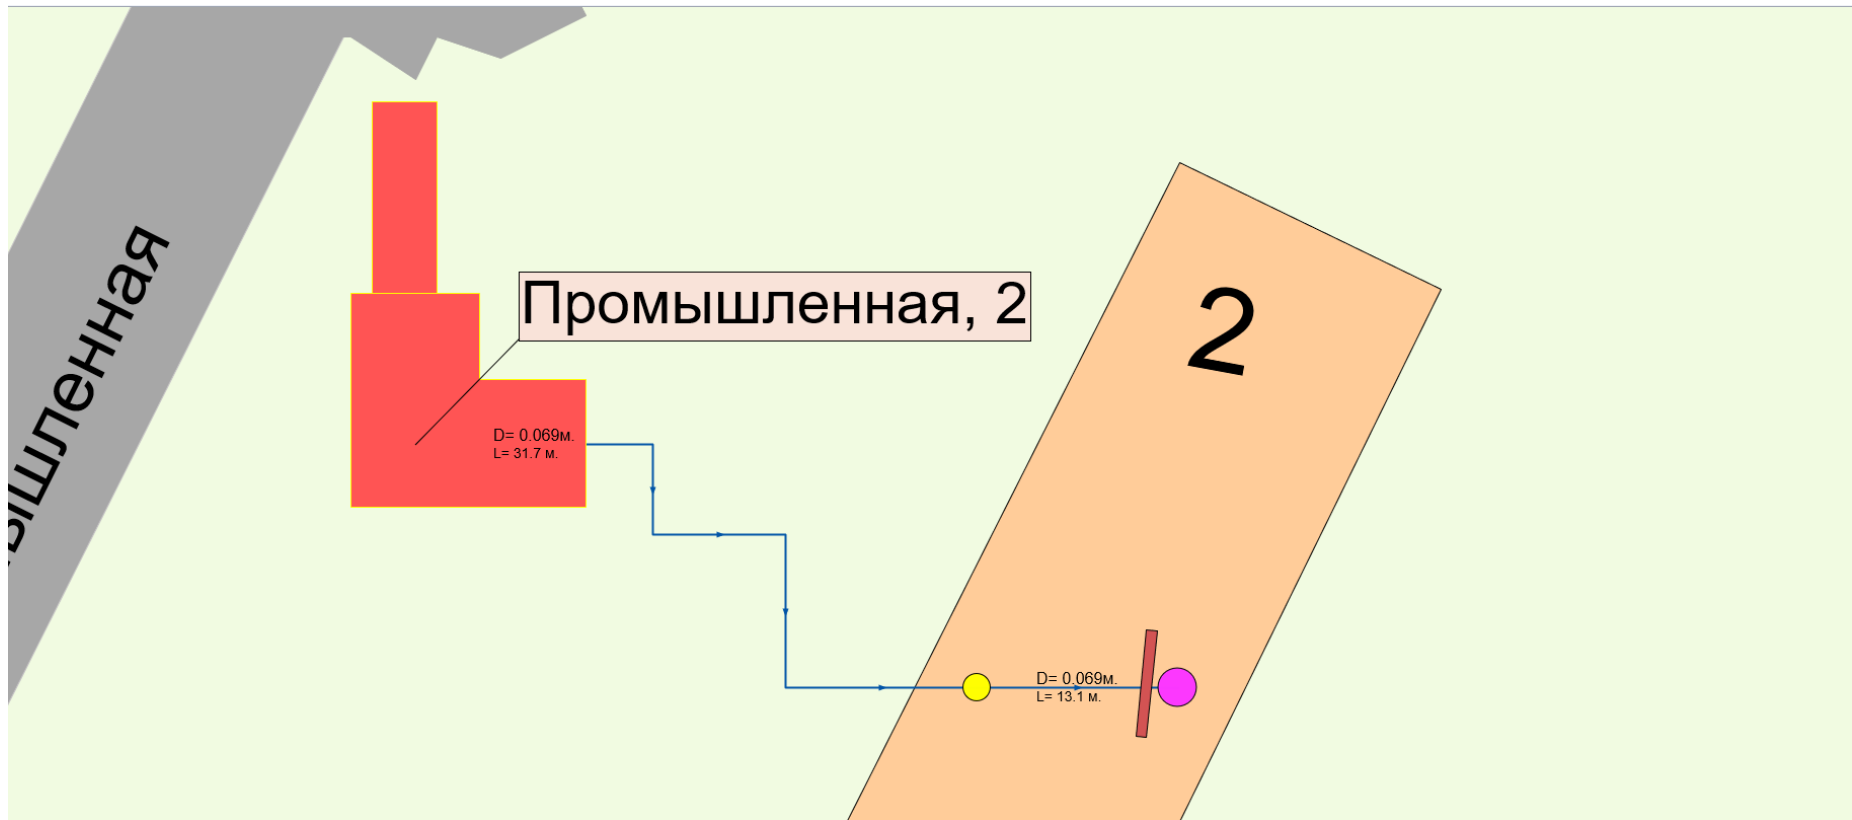 Промышленная, 2
2
ышленная
D= 0.069м.
L= 31.7 м.
D= 0.069м.
L= 13.1 м.